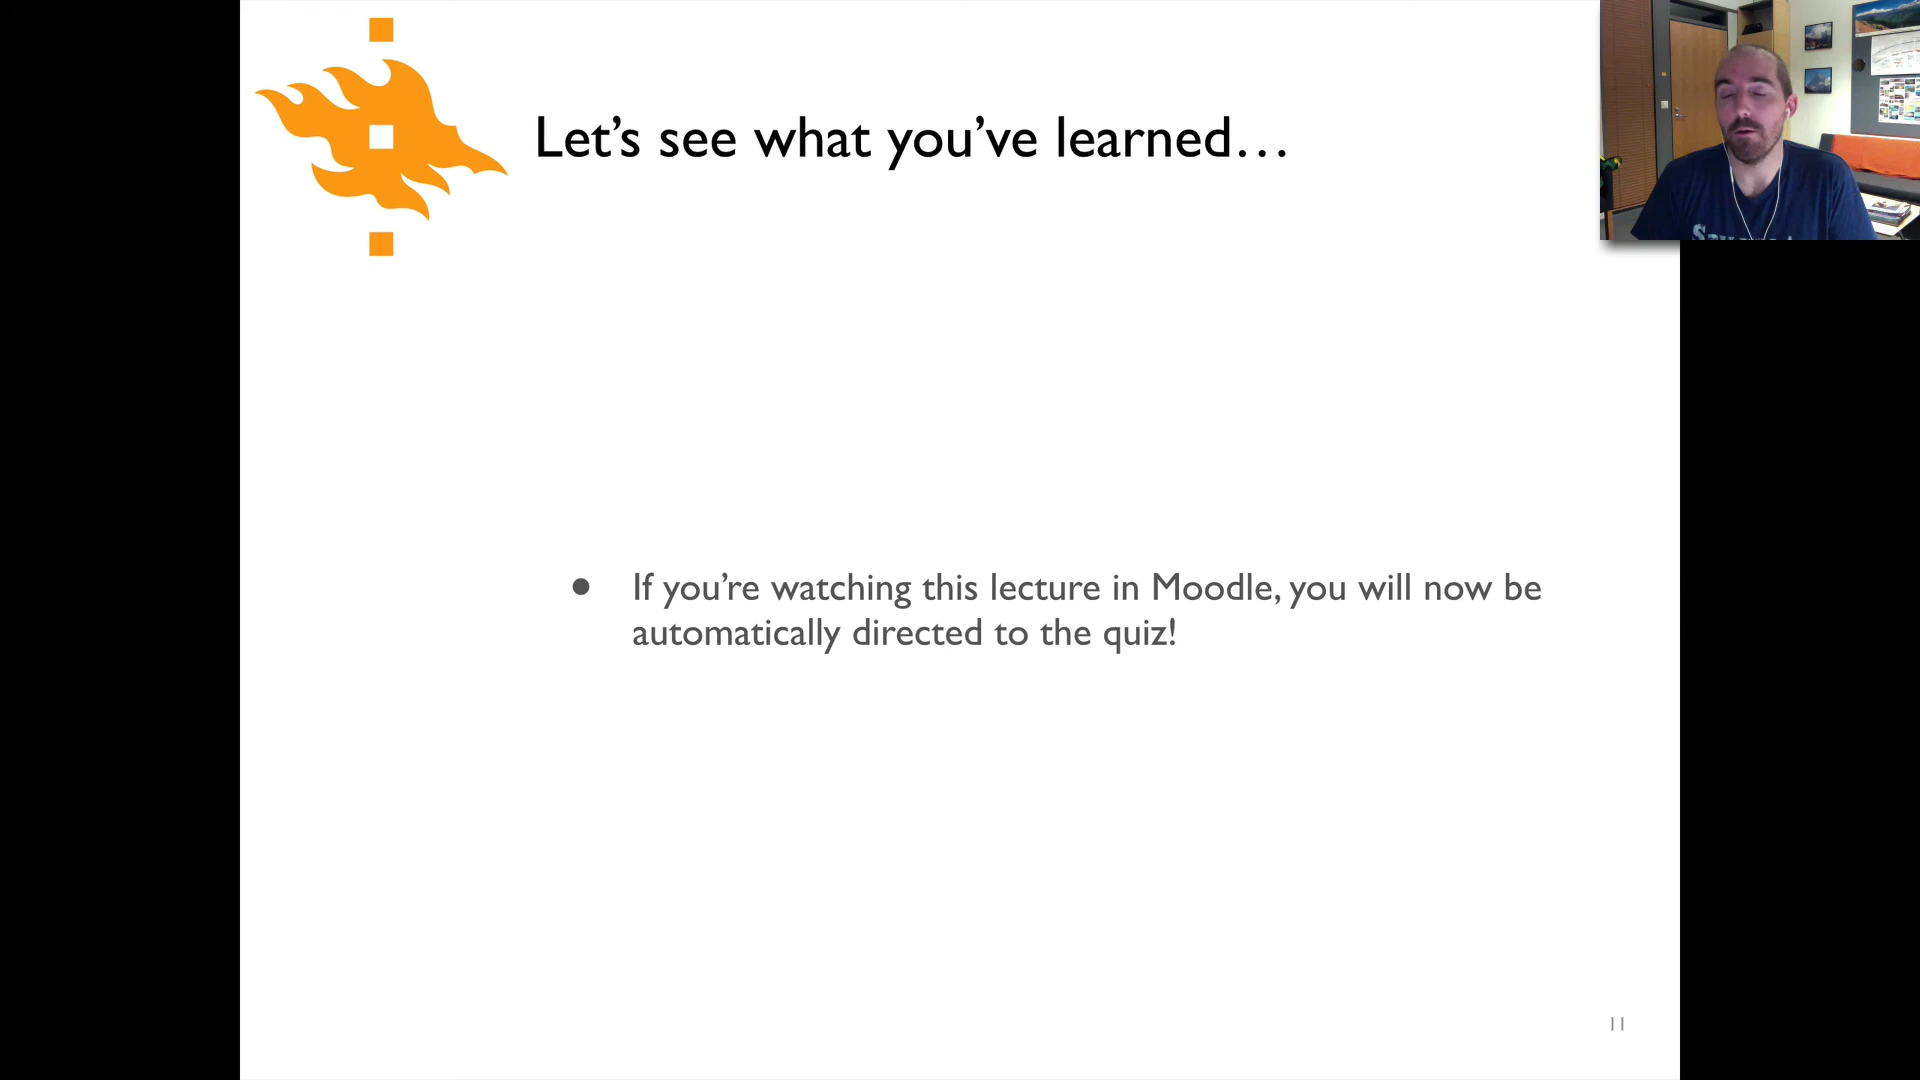 Let’s see what you’ve learned…
● If you’re watching this lecture in Moodle, you will now be
automatically directed to the quiz!
11